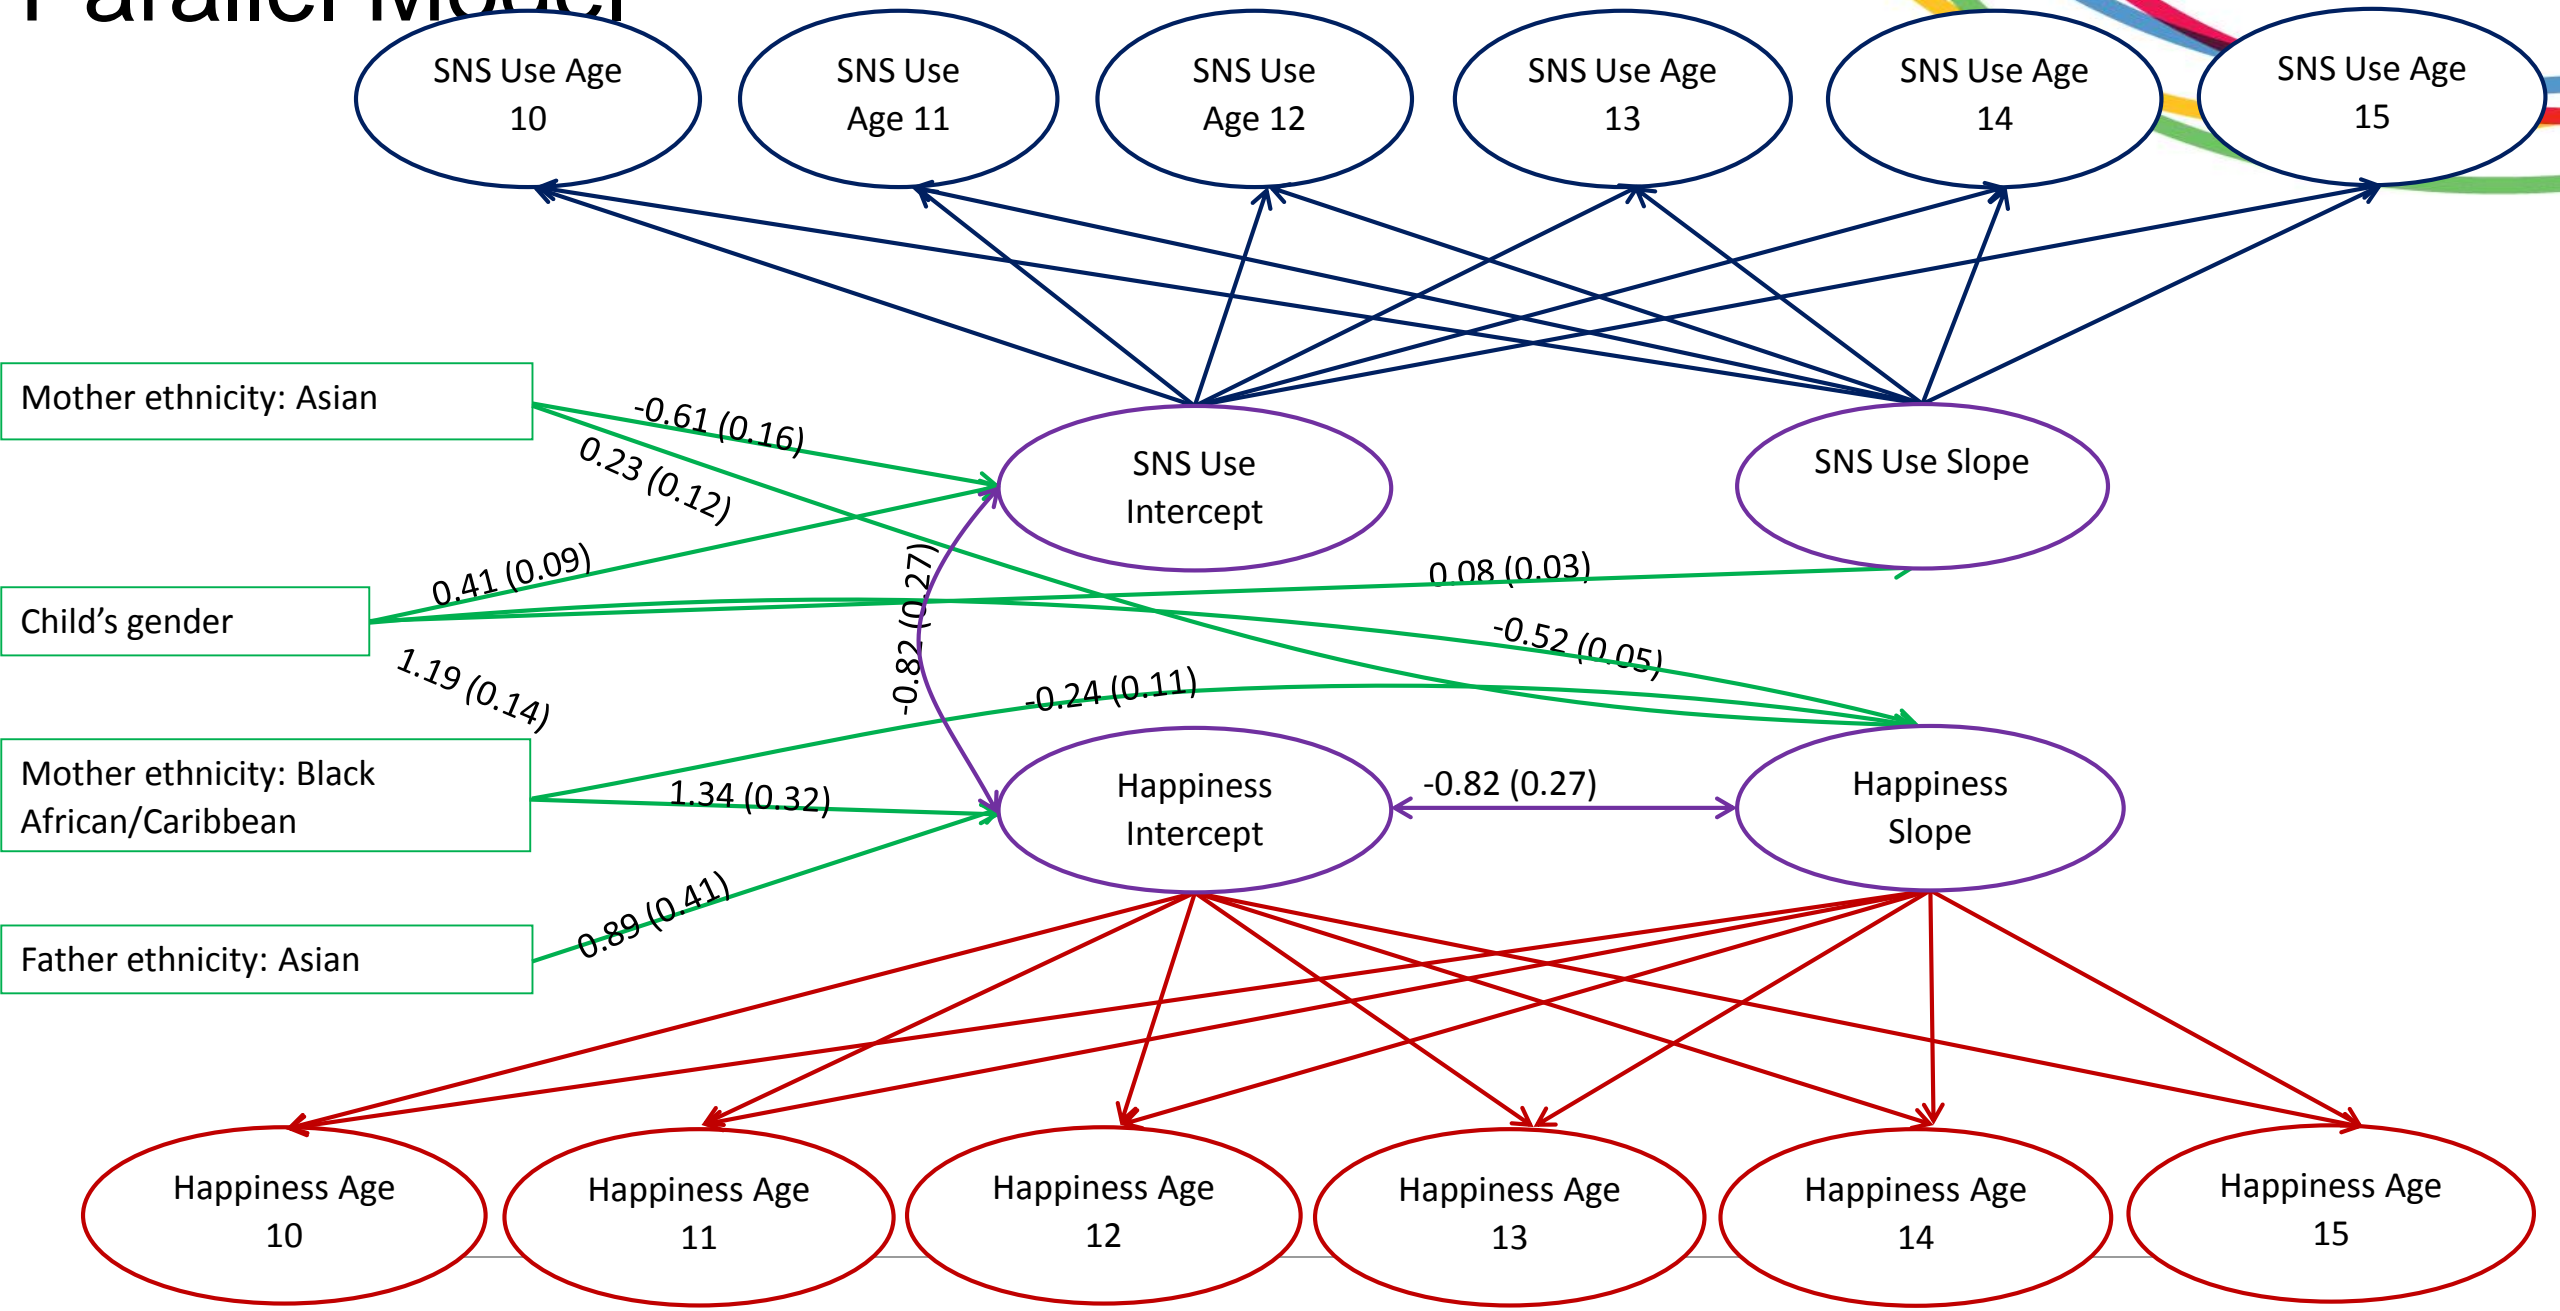 Parallel Model
SNS Use Age
10
SNS Use
Age 11
SNS Use
Age 12
SNS Use Age
13
SNS Use Age
14
SNS Use Age
15
Mother ethnicity: Asian
-0.61 (0.16)
0.23 (0.12)
SNS Use
Intercept
SNS Use Slope
0.41 (0.09)
0.08 (0.03)
Child’s gender
-0.82 (0.27)
-0.52 (0.05)
1.19 (0.14)
-0.24 (0.11)
Mother ethnicity: Black
African/Caribbean
1.34 (0.32)
Happiness
Intercept
-0.82 (0.27)
Happiness
Slope
0.89 (0.41)
Father ethnicity: Asian
Happiness Age
10
Happiness Age
11
Happiness Age
12
Happiness Age
13
Happiness Age
14
Happiness Age
15